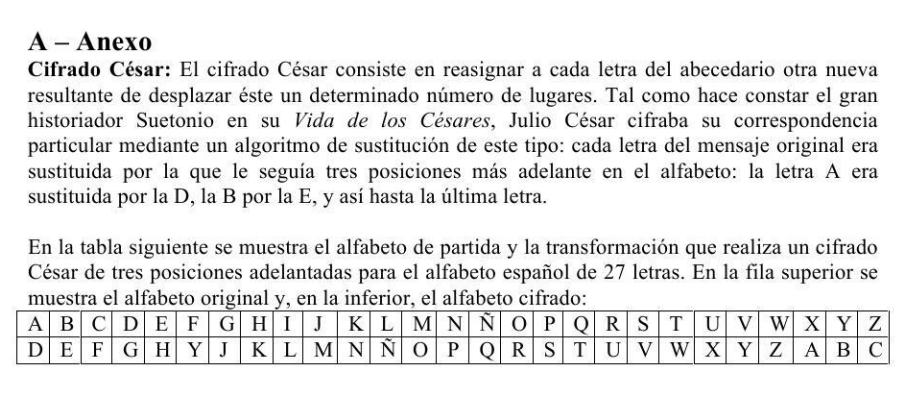 A – Anexo
Cifrado César: El cifrado César consiste en reasignar a cada letra del abecedario otra nueva
resultante de desplazar éste un determinado número de lugares. Tal como hace constar el gran
historiador Suetonio en su Vida de los Césares, Julio César cifraba su correspondencia
particular mediante un algoritmo de sustitución de este tipo: cada letra del mensaje original era
sustituida por la que le seguía tres posiciones más adelante en el alfabeto: la letra A era
sustituida por la D, la B por la E, y así hasta la última letra.
En la tabla siguiente se muestra el alfabeto de partida y la transformación que realiza un cifrado
César de tres posiciones adelantadas para el alfabeto español de 27 letras. En la fila superior se
muestra el alfabeto original y, en la inferior, el alfabeto cifrado:
A B C D E F G H I J K L M N Ñ O P Q R S T U V W X Y Z
D E F G H Y J K L M N Ñ O P Q R S T U V W X Y Z A B C